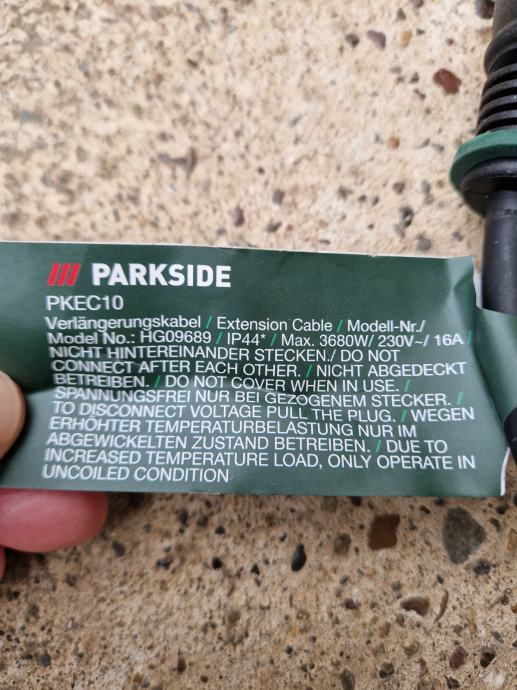 PARKSIDE
PKEC10
Verlängerungskabel / Extension Cable / Modell-Nr./
Model No.: HG09689 / IP44* / Max. 3680W/ 230V~/ 16A /
NICHT HINTEREINANDER STECKEN./ DO NOT
CONNECT AFTER EACH OTHER. / NICHT ABGEDECKT
BETREIBEN. / DO NOT COVER WHEN IN USE. /
SPANNUNGSFREI NUR BEI GEZOGENEM STECKER. /
TO DISCONNECT VOLTAGE PULL THE PLUG. / WEGEN
ERHÖHTER TEMPERATURBELASTUNG NUR IM
ABGEWICKELTEN ZUSTAND BETREIBEN. / DUE TO
INCREASED TEMPERATURE LOAD, ONLY OPERATE IN
UNCOILED CONDITION